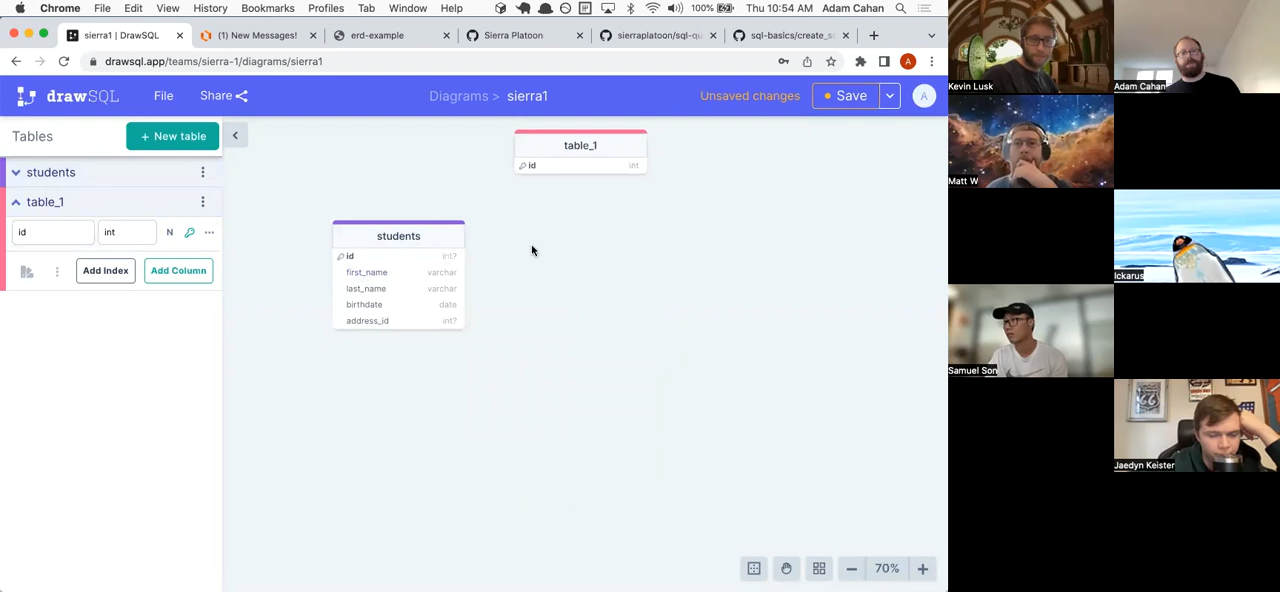 Chrome File Edit View History Bookmarks Profiles Tab Window Help 100% Thu 10:54 AM Adam Cahan
sierra1 | DrawSQL (1) New Messages! erd-example Sierra Platoon sierraplatoon/sql-qu sql-basics/create_sc
drawsql.app/teams/sierra-1/diagrams/sierra1 A
drawSQL File Share Diagrams > sierra1 Unsaved changes Save A
Tables + New table
students
table_1
id int N
Add Index Add Column
table_1
id int
students
id int?
first_name varchar
last_name varchar
birthdate date
address_id int?
70%
Kevin Lusk
Adam Cahan
Matt W
Ickarus
Samuel Son
Jaedyn Keister
66